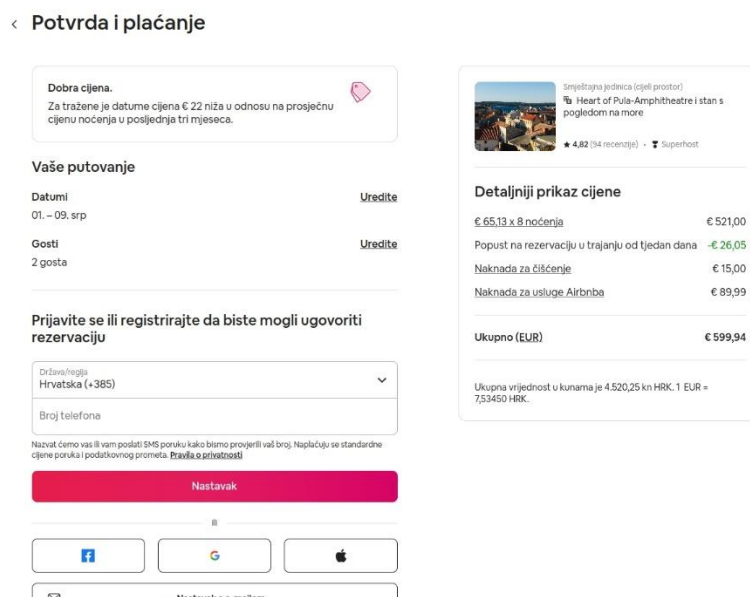 Potvrda i plaćanje
Dobra cijena.
Za tražene je datume cijena € 22 niža u odnosu na prosječnu
cijenu noćenja u posljednja tri mjeseca.
Vaše putovanje
Datumi
Uredite
01. – 09. srp
Gosti
Uredite
2 gosta
Prijavite se ili registrirajte da biste mogli ugovoriti
rezervaciju
Država/regija
Hrvatska (+385)
Broj telefona
Nazvat ćemo vas ili vam poslati SMS poruku kako bismo provjerili vaš broj. Naplaćuju se standardne
cijene poruka i podatkovnog prometa. Pravila o privatnosti
Nastavak
ili
Smještajna jedinica (cijeli prostor)
Heart of Pula-Amphitheatre i stan s
pogledom na more
4,82 (94 recenzije) • Superhost
Detaljniji prikaz cijene
€ 65,13 x 8 noćenja € 521,00
Popust na rezervaciju u trajanju od tjedan dana -€ 26,05
Naknada za čišćenje € 15,00
Naknada za usluge Airbnba € 89,99
Ukupno (EUR) € 599,94
Ukupna vrijednost u kunama je 4.520,25 kn HRK. 1 EUR =
7,53450 HRK.